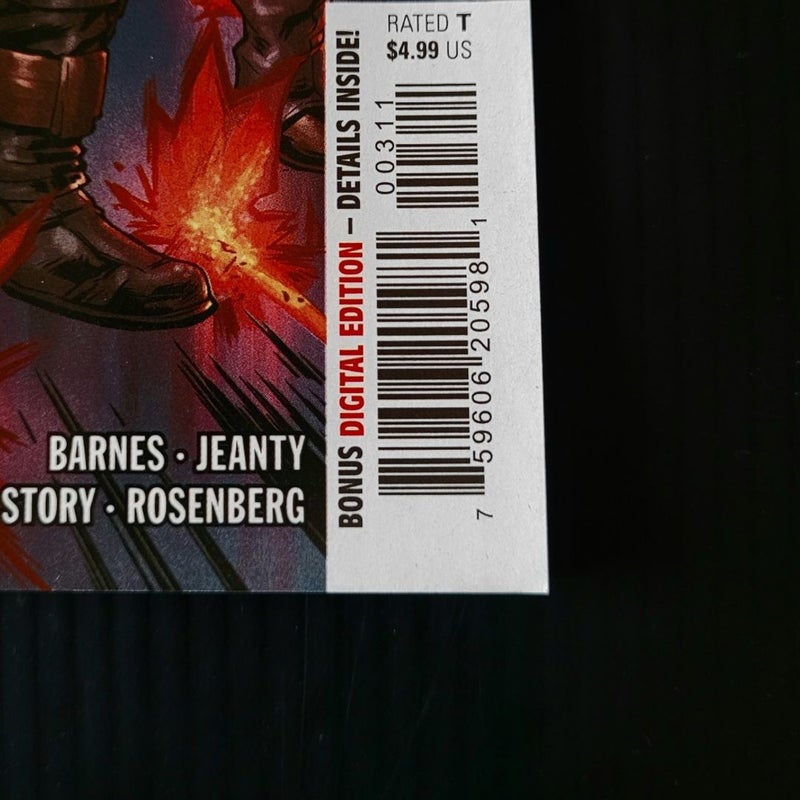 RATED T
$4.99 US
BONUS DIGITAL EDITION – DETAILS INSIDE!
00311
7 59606 20598 1
BARNES · JEANTY
STORY · ROSENBERG